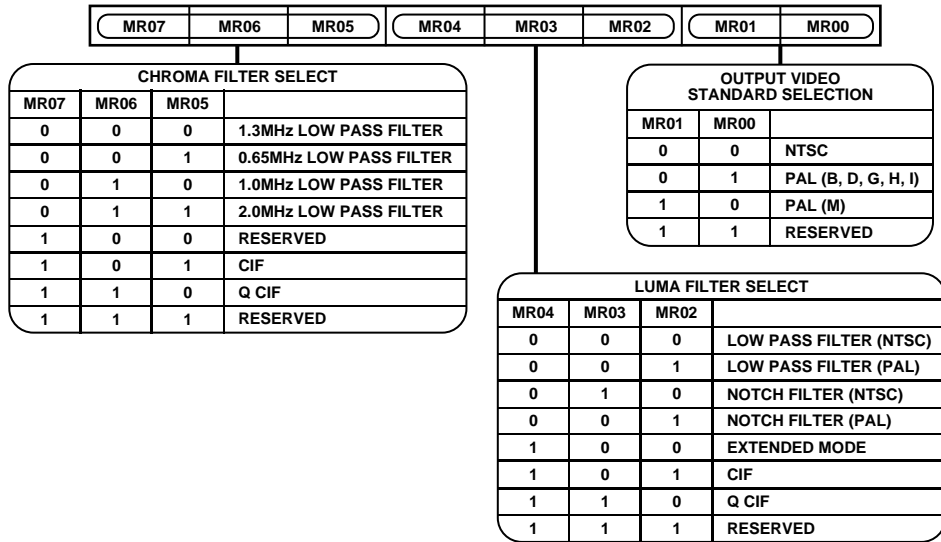 MR07 MR06 MR05 MR04 MR03 MR02 MR01 MR00
CHROMA FILTER SELECT
MR07 MR06 MR05
0 0 0 1.3MHz LOW PASS FILTER
0 0 1 0.65MHz LOW PASS FILTER
0 1 0 1.0MHz LOW PASS FILTER
0 1 1 2.0MHz LOW PASS FILTER
1 0 0 RESERVED
1 0 1 CIF
1 1 0 Q CIF
1 1 1 RESERVED
OUTPUT VIDEO
STANDARD SELECTION
MR01 MR00
0 0 NTSC
0 1 PAL (B, D, G, H, I)
1 0 PAL (M)
1 1 RESERVED
LUMA FILTER SELECT
MR04 MR03 MR02
0 0 0 LOW PASS FILTER (NTSC)
0 0 1 LOW PASS FILTER (PAL)
0 1 0 NOTCH FILTER (NTSC)
0 0 1 NOTCH FILTER (PAL)
1 0 0 EXTENDED MODE
1 0 1 CIF
1 1 0 Q CIF
1 1 1 RESERVED